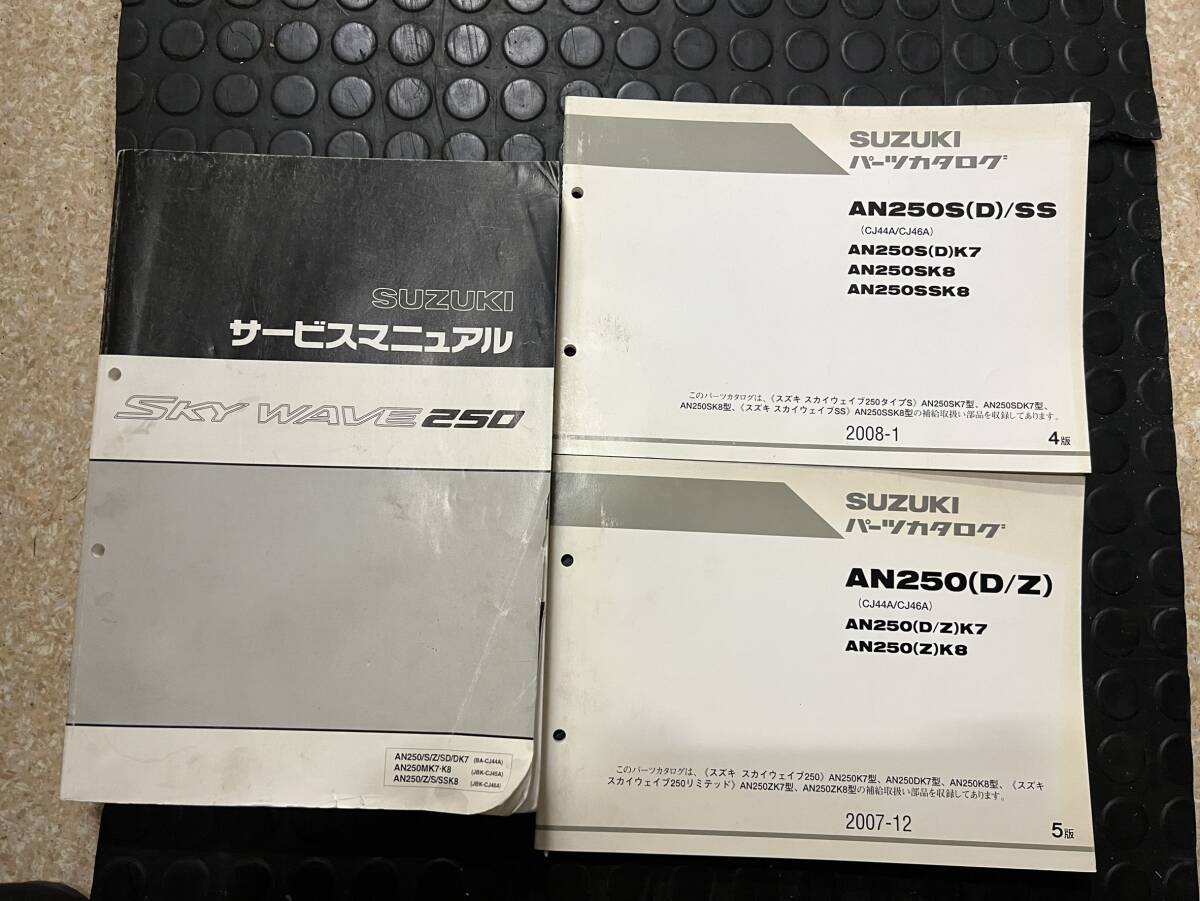 SUZUKI
サービスマニュアル
SKY WAVE 250
AN250/S/Z/SD/DK7 (BA-CJ44A)
AN250MK7·K8 (JBK-CJ45A)
AN250/Z/S/SSK8 (JBK-CJ46A)
SUZUKI
パーツカタログ
AN250S(D)/SS
(CJ44A/CJ46A)
AN250S(D)K7
AN250SK8
AN250SSK8
このパーツカタログは、《スズキ スカイウェイブ250タイプS》AN250SK7型、AN250SDK7型、
AN250SK8型、《スズキ スカイウェイブSS》AN250SSK8型の補給取扱い部品を収録してあります。
2008-1
4版
SUZUKI
パーツカタログ
AN250(D/Z)
(CJ44A/CJ46A)
AN250(D/Z)K7
AN250(Z)K8
このパーツカタログは、《スズキ スカイウェイブ250》AN250K7型、AN250DK7型、AN250K8型、《スズキ
スカイウェイブ250リミテッド》AN250ZK7型、AN250ZK8型の補給取扱い部品を収録してあります。
2007-12
5版